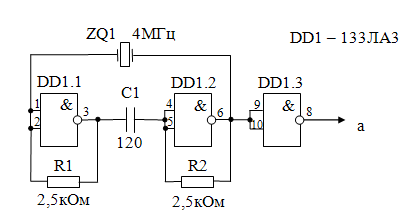 ZQ1 4МГц
DD1 – 133ЛА3
DD1.1 C1 DD1.2 DD1.3
1 & 3 4 & 6 9 & 8
2 5 10
120
а
R1 R2
2,5кОм 2,5кОм